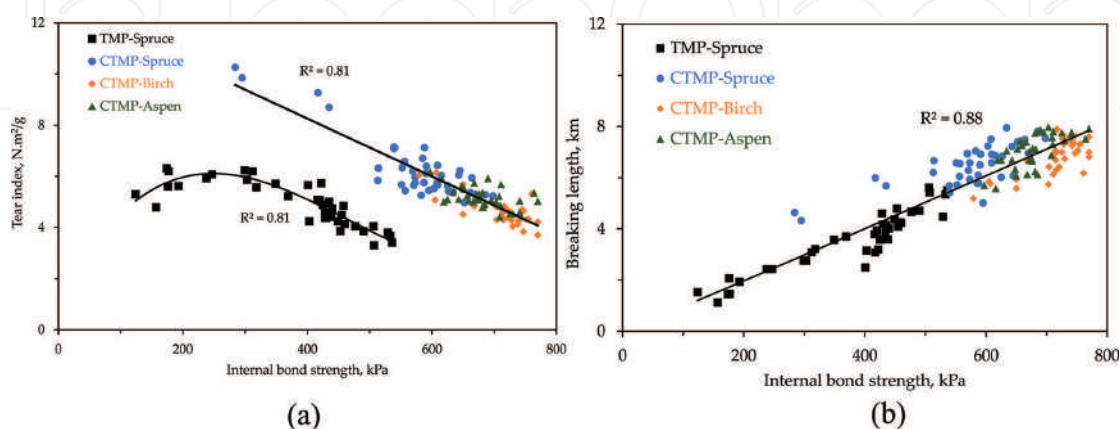 (a)
12
8
4
0
Tear index, N.m²/g
TMP-Spruce
CTMP-Spruce
CTMP-Birch
CTMP-Aspen
R² = 0.81
R² = 0.81
0 200 400 600 800
Internal bond strength, kPa
(a)
(b)
12
8
4
0
Breaking length, km
TMP-Spruce
CTMP-Spruce
CTMP-Birch
CTMP-Aspen
R² = 0.88
0 200 400 600 800
Internal bond strength, kPa
(b)